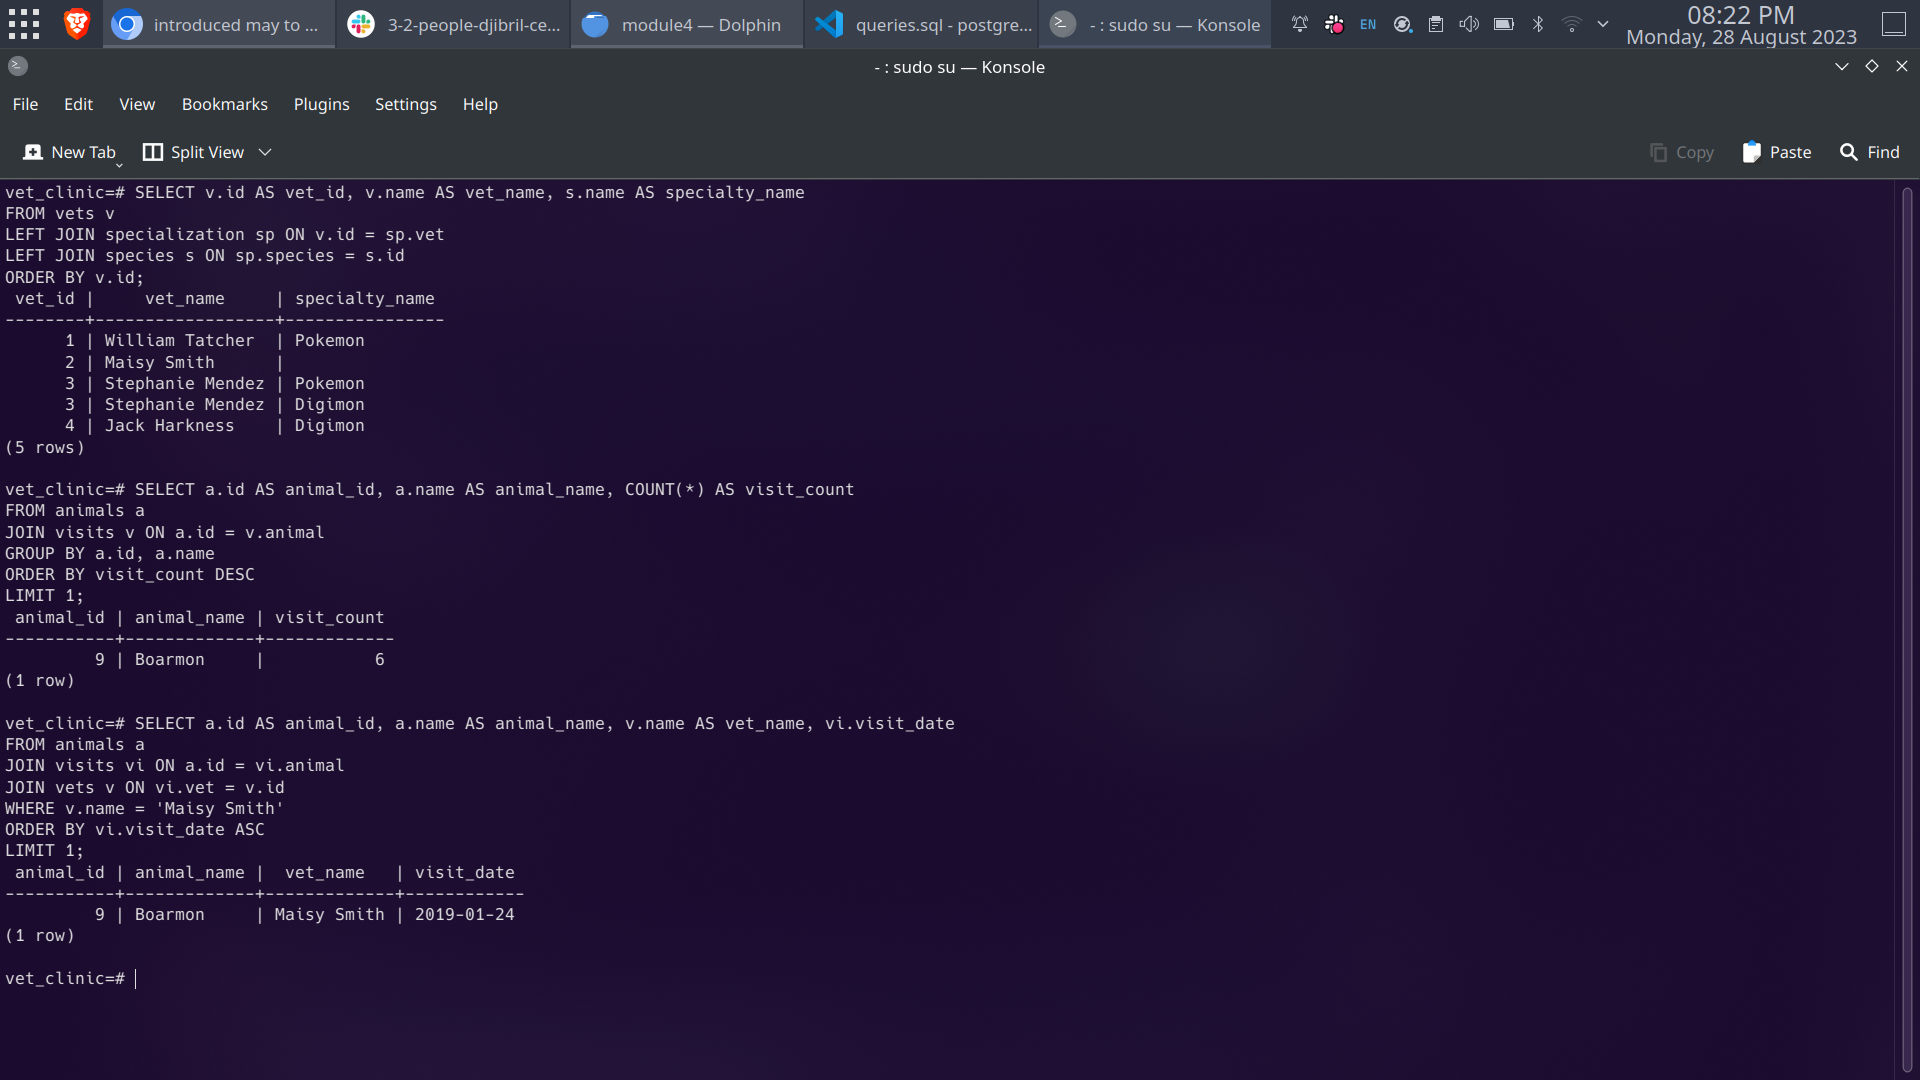 introduced may to ...
3-2-people-djibril-ce...
module4 — Dolphin
queries.sql - postgre...
- : sudo su — Konsole
EN
08:22 PM
Monday, 28 August 2023
- : sudo su — Konsole
File Edit View Bookmarks Plugins Settings Help
New Tab Split View Copy Paste Find
vet_clinic=# SELECT v.id AS vet_id, v.name AS vet_name, s.name AS specialty_name
FROM vets v
LEFT JOIN specialization sp ON v.id = sp.vet
LEFT JOIN species s ON sp.species = s.id
ORDER BY v.id;
 vet_id |     vet_name     | specialty_name
--------+------------------+----------------
      1 | William Tatcher  | Pokemon
      2 | Maisy Smith      |
      3 | Stephanie Mendez | Pokemon
      3 | Stephanie Mendez | Digimon
      4 | Jack Harkness    | Digimon
(5 rows)
vet_clinic=# SELECT a.id AS animal_id, a.name AS animal_name, COUNT(*) AS visit_count
FROM animals a
JOIN visits v ON a.id = v.animal
GROUP BY a.id, a.name
ORDER BY visit_count DESC
LIMIT 1;
 animal_id | animal_name | visit_count
-----------+-------------+-------------
         9 | Boarmon     |           6
(1 row)
vet_clinic=# SELECT a.id AS animal_id, a.name AS animal_name, v.name AS vet_name, vi.visit_date
FROM animals a
JOIN visits vi ON a.id = vi.animal
JOIN vets v ON vi.vet = v.id
WHERE v.name = 'Maisy Smith'
ORDER BY vi.visit_date ASC
LIMIT 1;
 animal_id | animal_name |  vet_name   | visit_date
-----------+-------------+-------------+------------
         9 | Boarmon     | Maisy Smith | 2019-01-24
(1 row)
vet_clinic=#